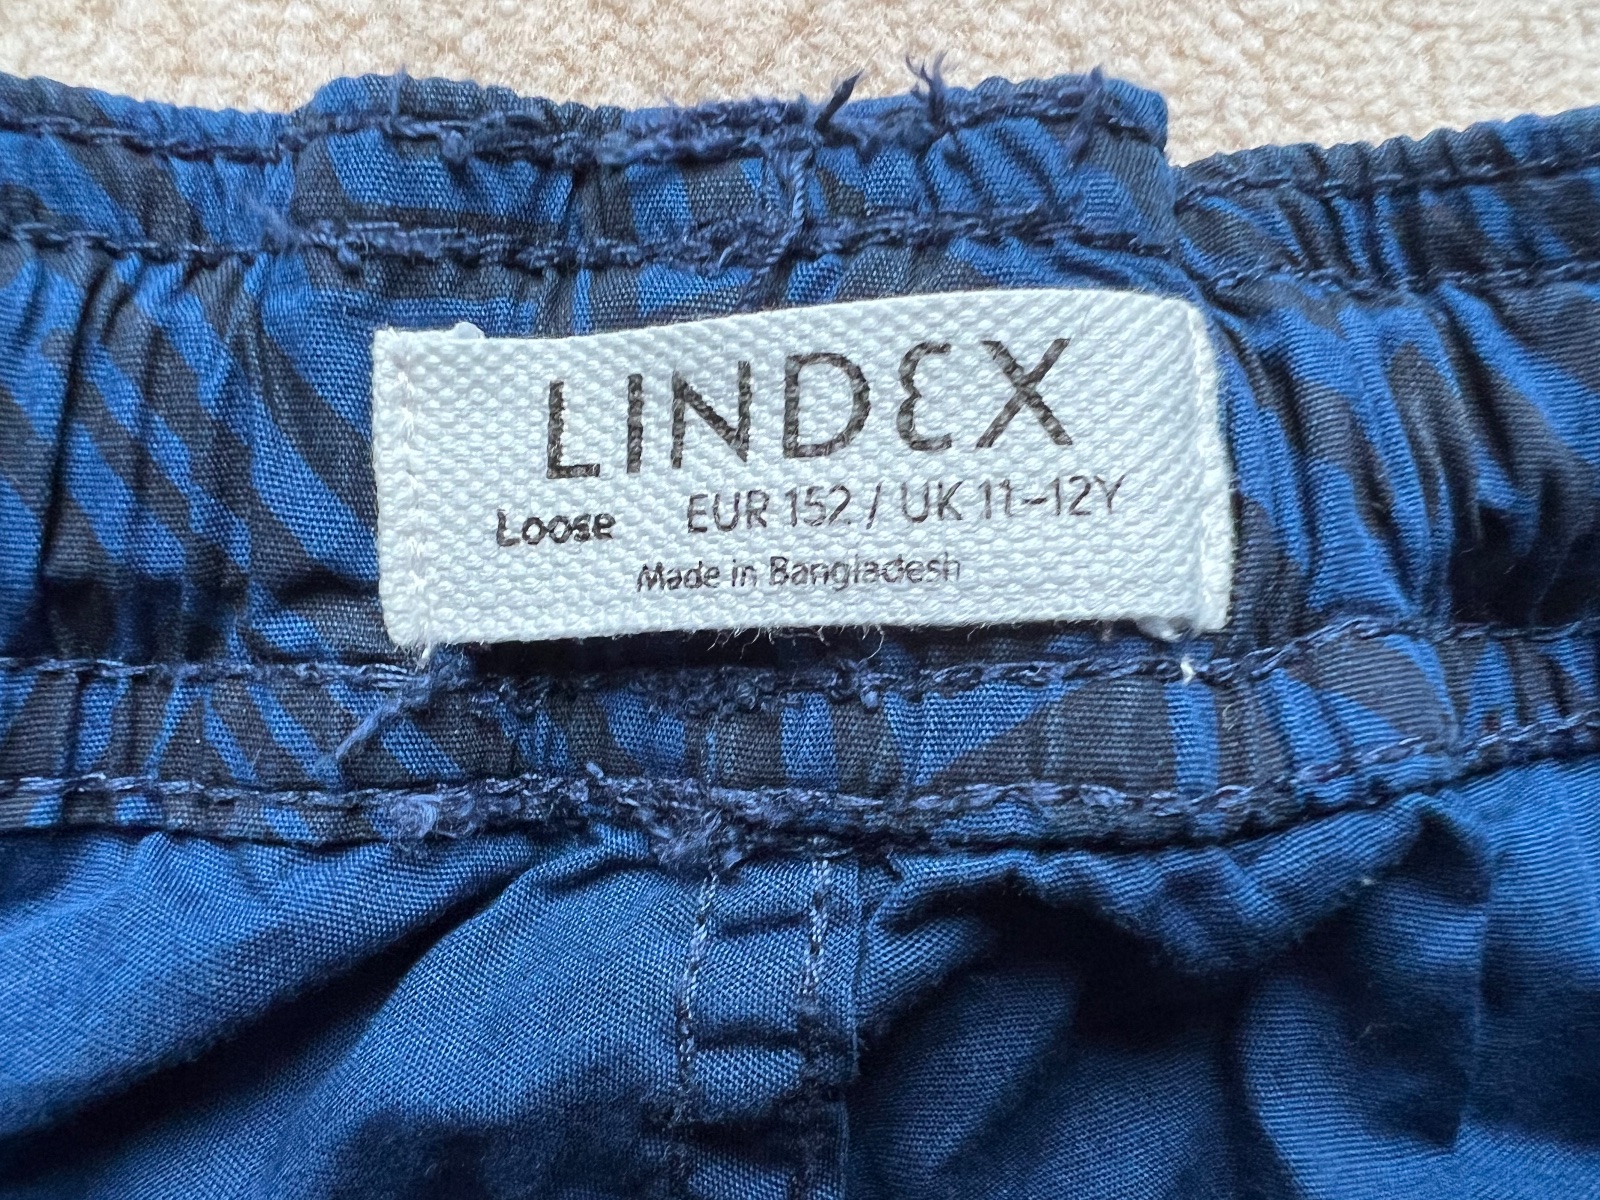 LINDEX
Loose EUR 152 / UK 11-12Y
Made in Bangladesh